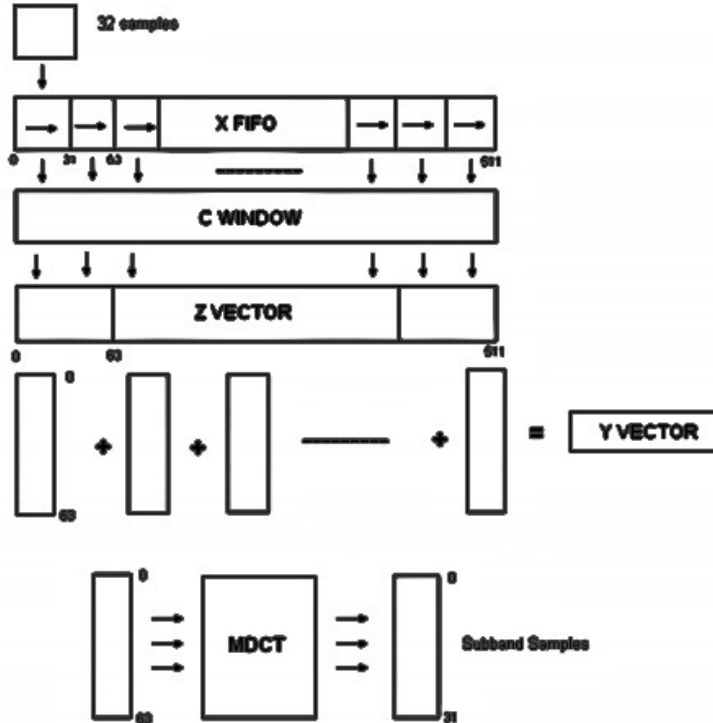 32 samples
X FIFO
0 31 63 511
C WINDOW
Z VECTOR
0 63 511
0
+ + + = Y VECTOR
63
0 0
MDCT Subband Samples
63 31